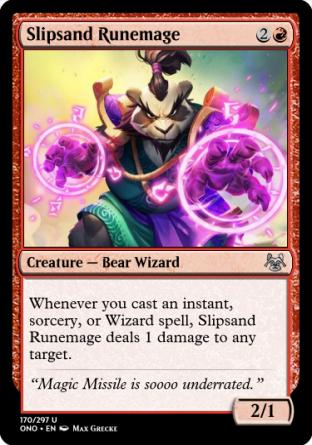 Slipsand Runemage 2
Creature — Bear Wizard
Whenever you cast an instant,
sorcery, or Wizard spell, Slipsand
Runemage deals 1 damage to any
target.
“Magic Missile is soooo underrated.”
2/1
170/297 U
ONO • EN Max Grecke